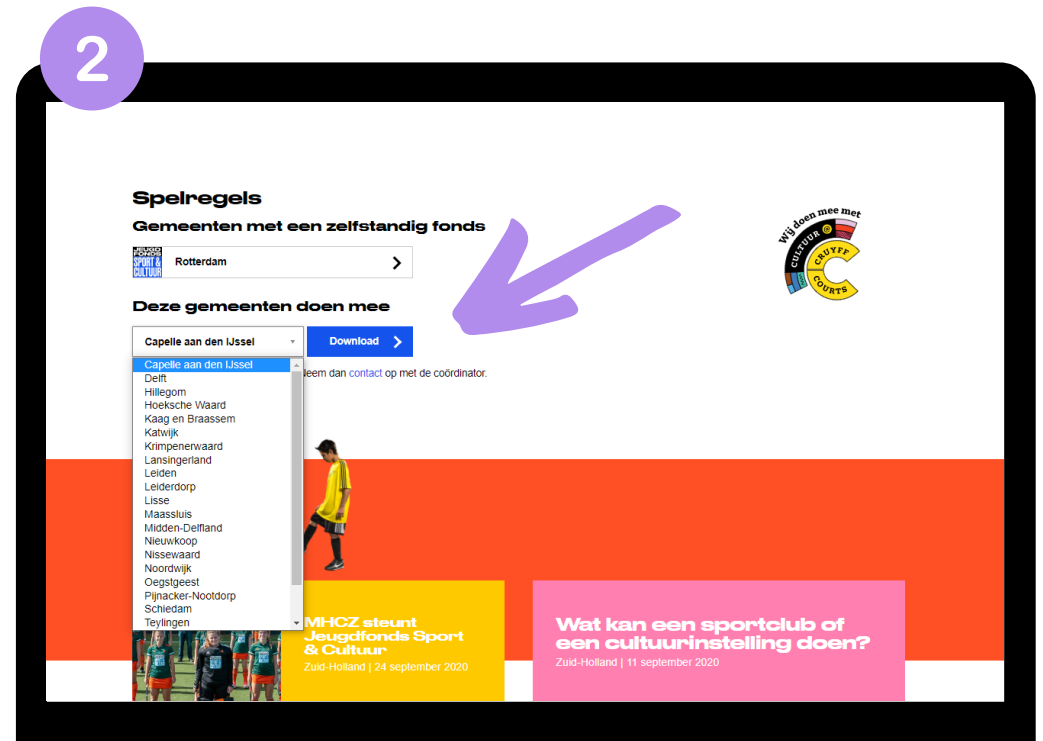 2
Spelregels
Gemeenten met een zelfstandig fonds
JEUGD
FONDS
SPORT &
CULTUUR
Rotterdam
Wij doen mee met
CULTUUR @
CRUYFF
COURTS
Deze gemeenten doen mee
Capelle aan den IJssel
Download
Capelle aan den IJssel
Delft
Hillegom
Hoeksche Waard
Kaag en Braassem
Katwijk
Krimpenerwaard
Lansingerland
Leiden
Leiderdorp
Lisse
Maassluis
Midden-Delfland
Nieuwkoop
Nissewaard
Noordwijk
Oegstgeest
Pijnacker-Nootdorp
Schiedam
Teylingen
dan contact op met de coördinator.
MHCZ steunt
Jeugdfonds Sport
& Cultuur
Zuid-Holland | 24 september 2020
Wat kan een sportclub of
een cultuurinstelling doen?
Zuid-Holland | 11 september 2020